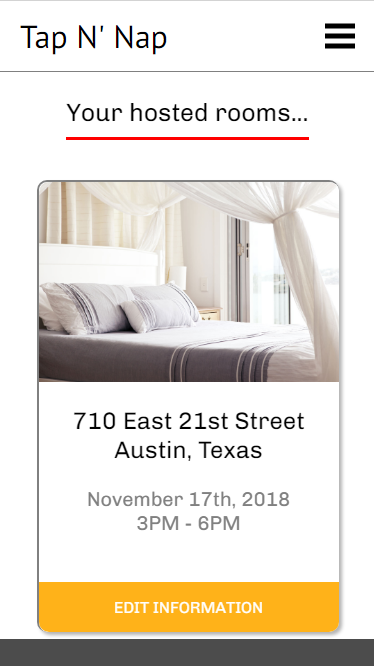 Tap N' Nap
Your hosted rooms...
710 East 21st Street
Austin, Texas
November 17th, 2018
3PM - 6PM
EDIT INFORMATION